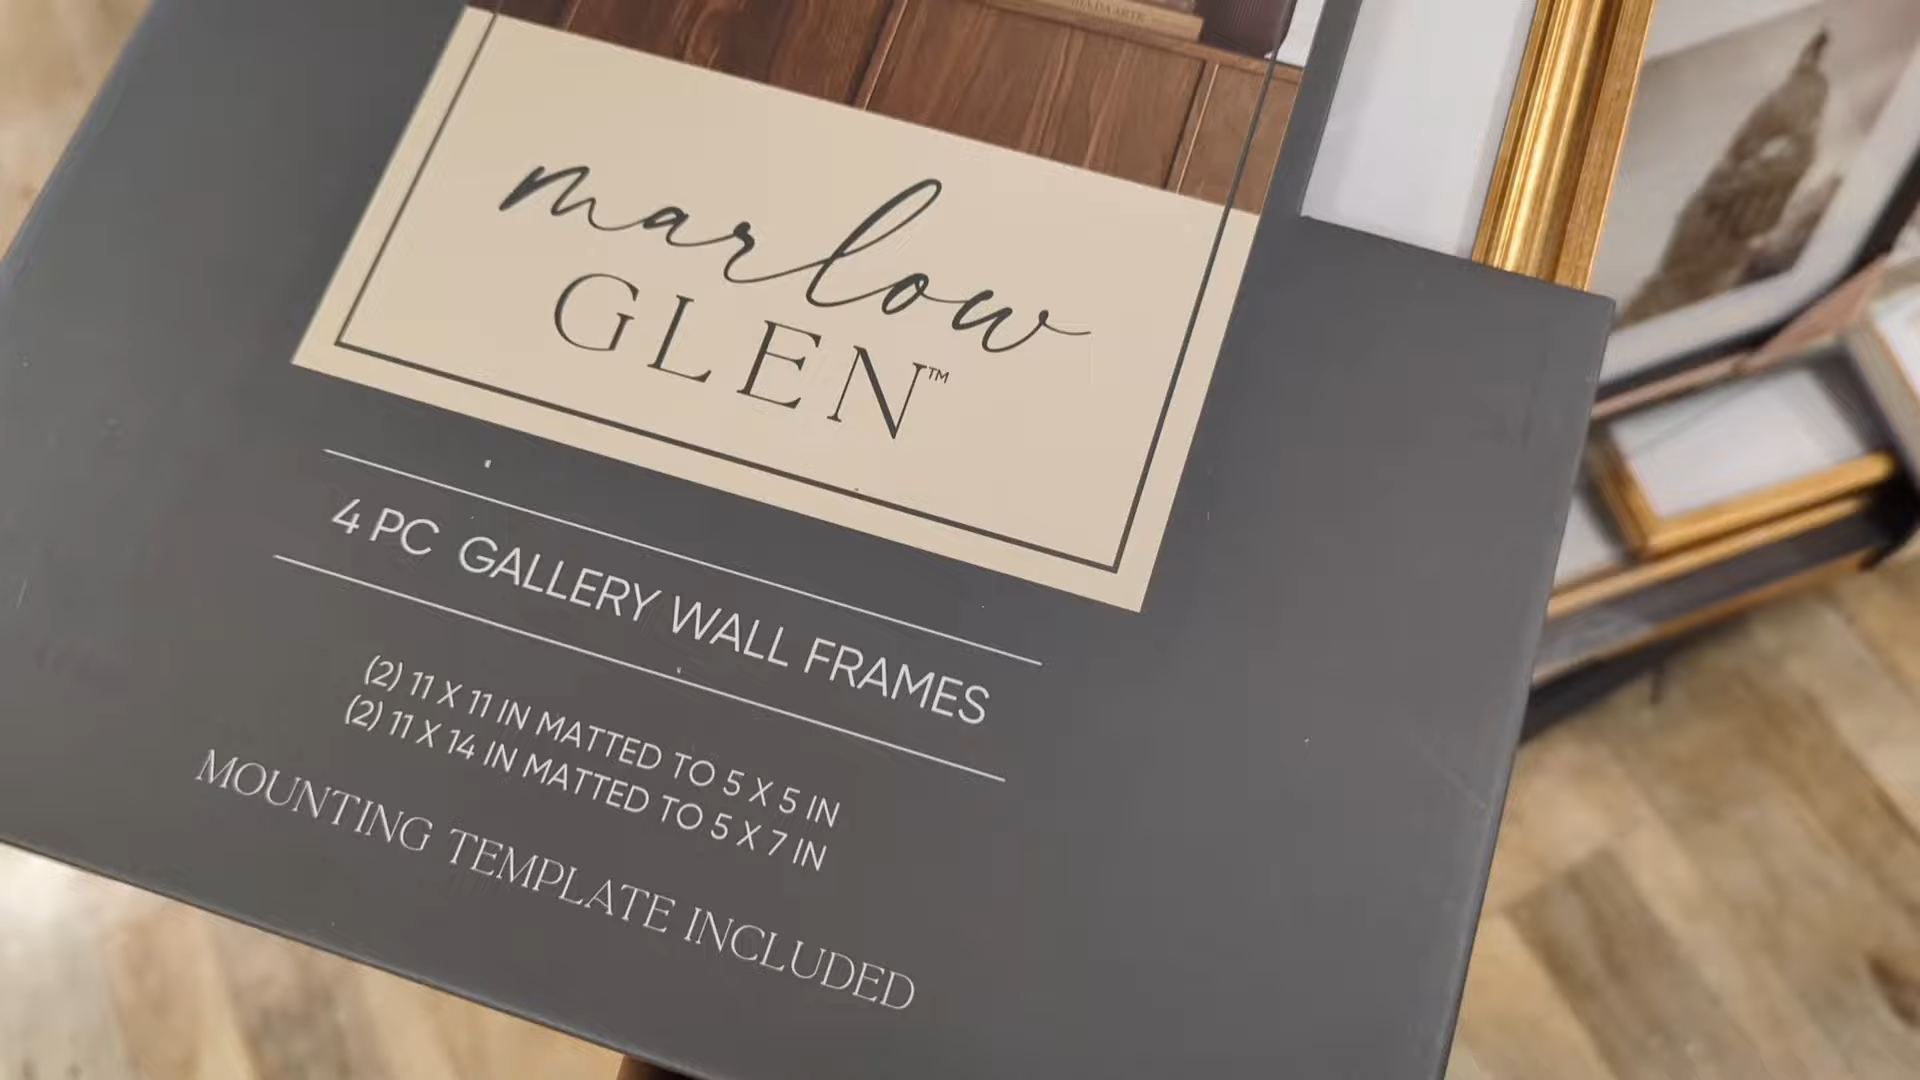 marlow
GLEN™
4 PC GALLERY WALL FRAMES
(2) 11 X 11 IN MATTED TO 5 X 5 IN
(2) 11 X 14 IN MATTED TO 5 X 7 IN
MOUNTING TEMPLATE INCLUDED